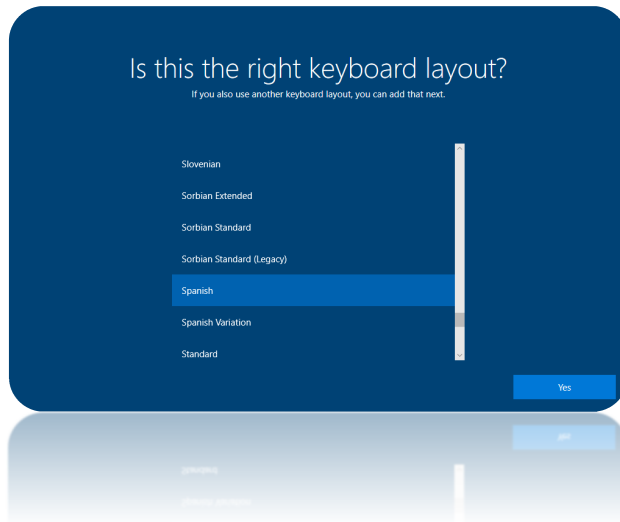 Is this the right keyboard layout?
If you also use another keyboard layout, you can add that next.
Slovenian
Sorbian Extended
Sorbian Standard
Sorbian Standard (Legacy)
Spanish
Spanish Variation
Standard
Yes